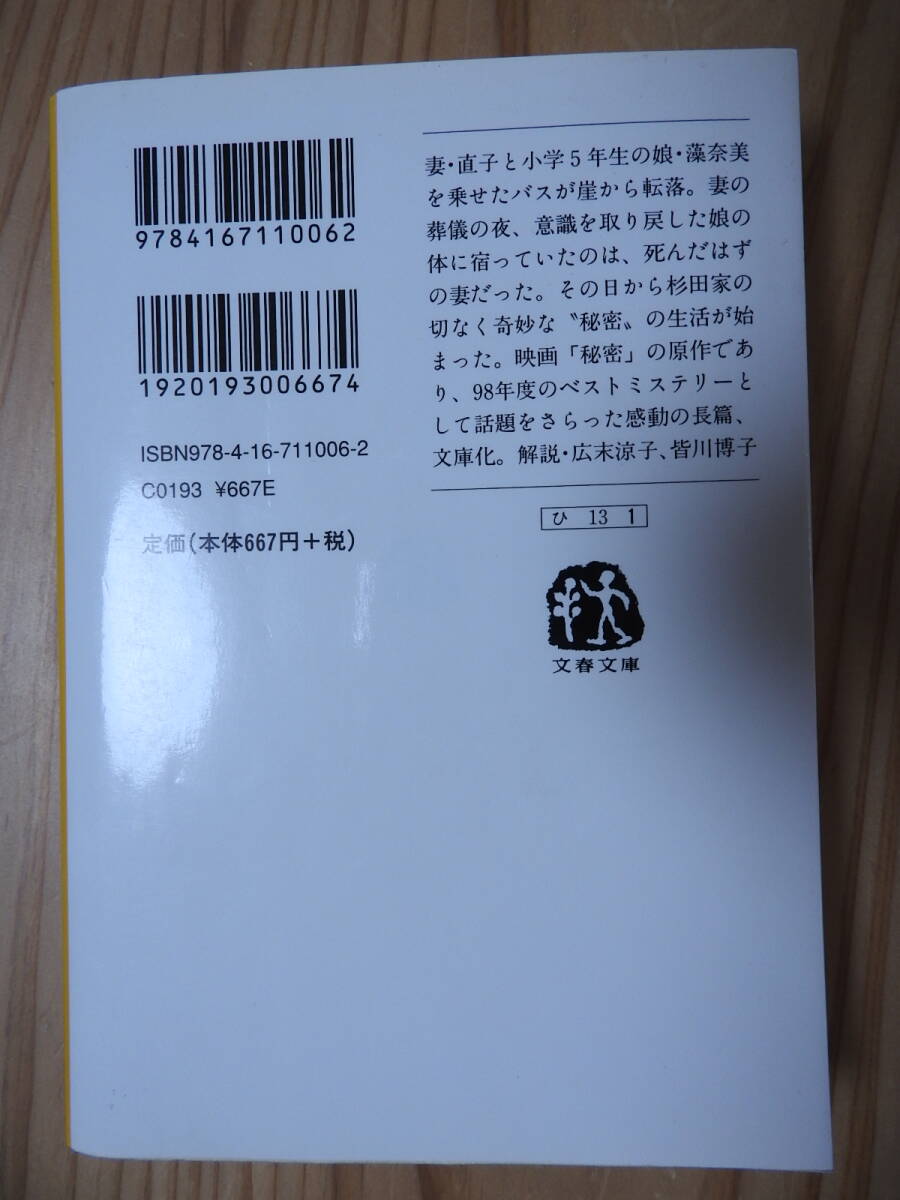 9784167110062
1920193006674
ISBN978-4-16-711006-2
C0193 ¥667E
定価(本体667円+税)
妻・直子と小学5年生の娘・藻奈美
を乗せたバスが崖から転落。妻の
葬儀の夜、意識を取り戻した娘の
体に宿っていたのは、死んだはず
の妻だった。その日から杉田家の
切なく奇妙な〝秘密〟の生活が始
まった。映画「秘密」の原作であ
り、98年度のベストミステリーと
して話題をさらった感動の長篇、
文庫化。解説・広末涼子、皆川博子
ひ 13 1
文春文庫